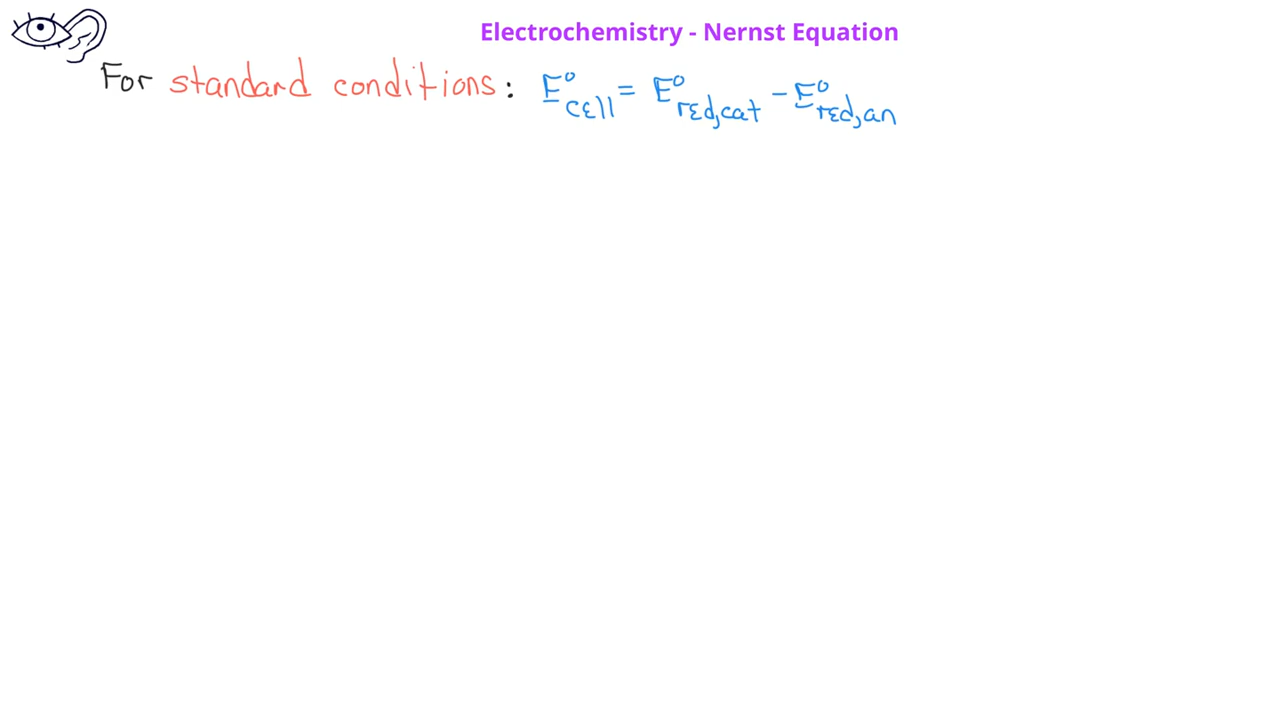 Electrochemistry - Nernst Equation
For standard conditions: E°cell = E°red,cat - E°red,an